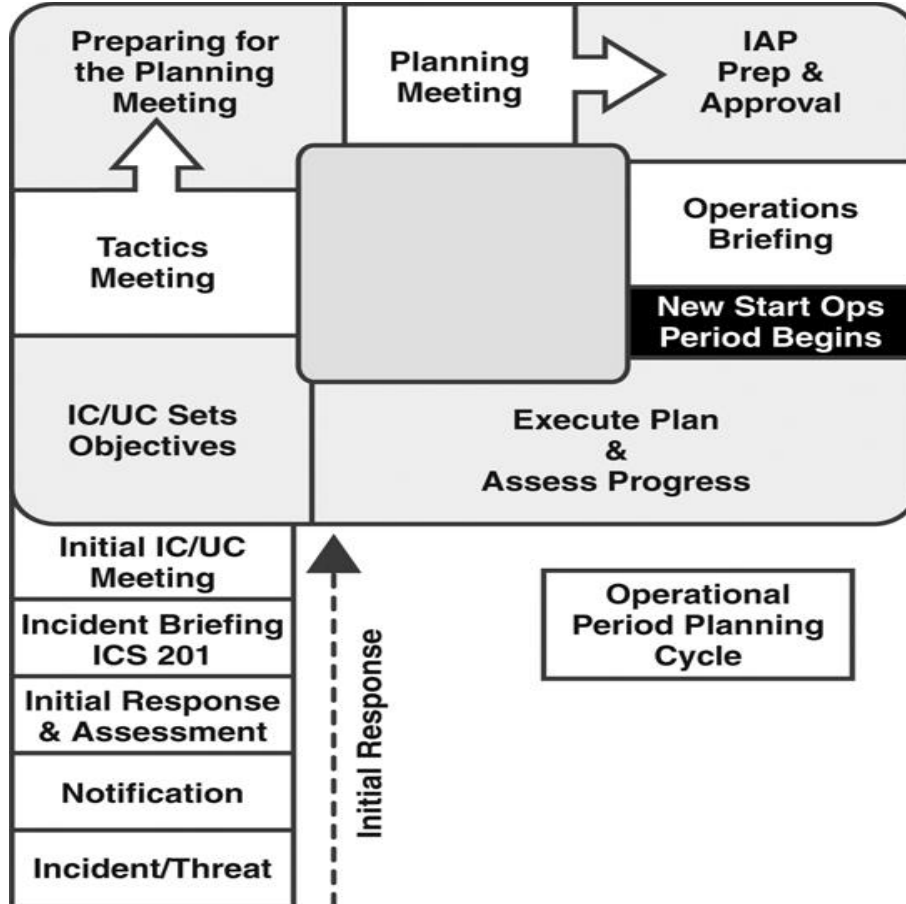 Preparing for
the Planning
Meeting
Planning
Meeting
IAP
Prep &
Approval
Tactics
Meeting
Operations
Briefing
New Start Ops
Period Begins
IC/UC Sets
Objectives
Execute Plan
&
Assess Progress
Initial IC/UC
Meeting
Incident Briefing
ICS 201
Initial Response
& Assessment
Notification
Incident/Threat
Initial Response
Operational
Period Planning
Cycle